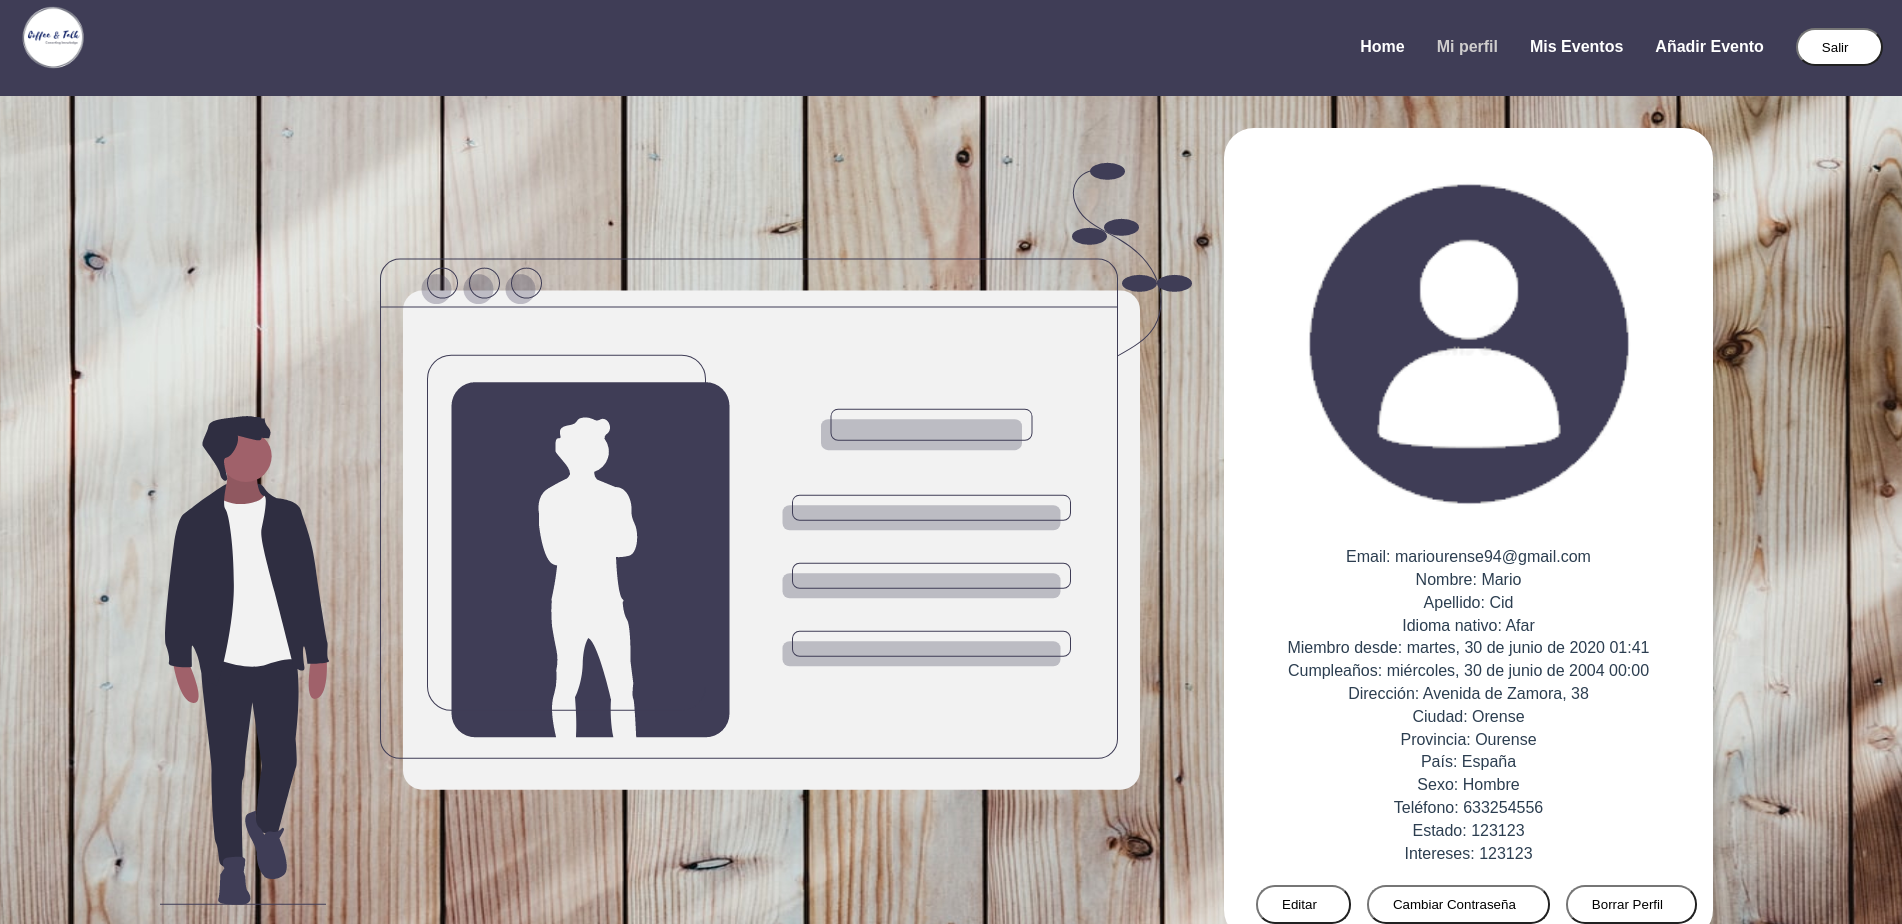 Coffee & Talk
Home
Mi perfil
Mis Eventos
Añadir Evento
Salir
Email: mariourense94@gmail.com
Nombre: Mario
Apellido: Cid
Idioma nativo: Afar
Miembro desde: martes, 30 de junio de 2020 01:41
Cumpleaños: miércoles, 30 de junio de 2004 00:00
Dirección: Avenida de Zamora, 38
Ciudad: Orense
Provincia: Ourense
País: España
Sexo: Hombre
Teléfono: 633254556
Estado: 123123
Intereses: 123123
Editar
Cambiar Contraseña
Borrar Perfil